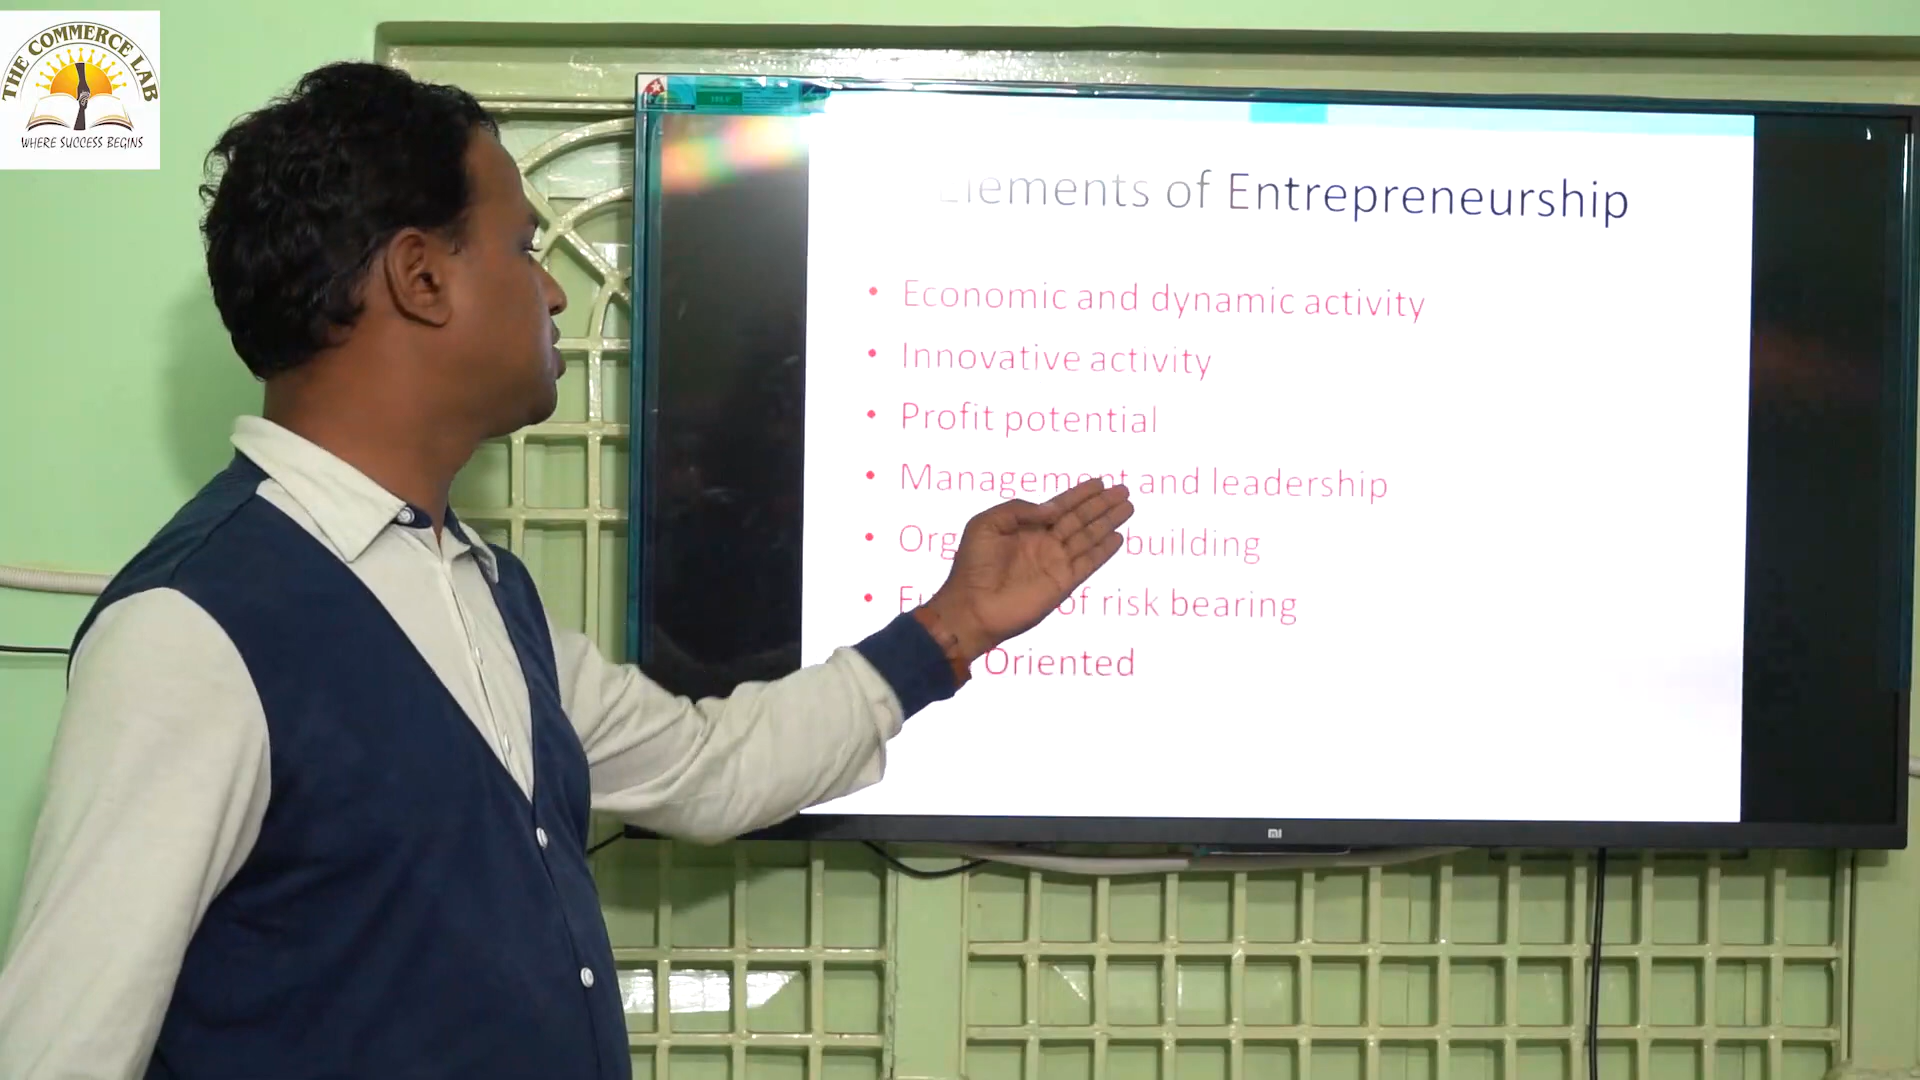 THE COMMERCE LAB
WHERE SUCCESS BEGINS
Elements of Entrepreneurship
• Economic and dynamic activity
• Innovative activity
• Profit potential
• Management and leadership
• building
• of risk bearing
Oriented
mi